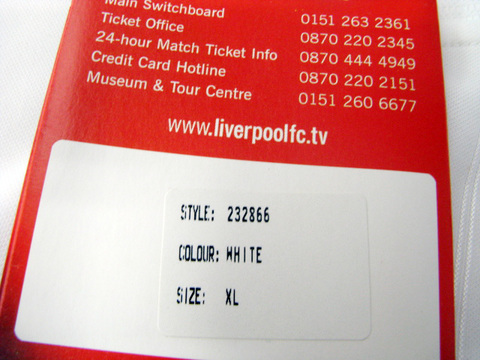 Main Switchboard 0151 263 2361
Ticket Office 0870 220 2345
24-hour Match Ticket Info 0870 444 4949
Credit Card Hotline 0870 220 2151
Museum & Tour Centre 0151 260 6677
www.liverpoolfc.tv
STYLE: 232866
COLOUR: WHITE
SIZE: XL